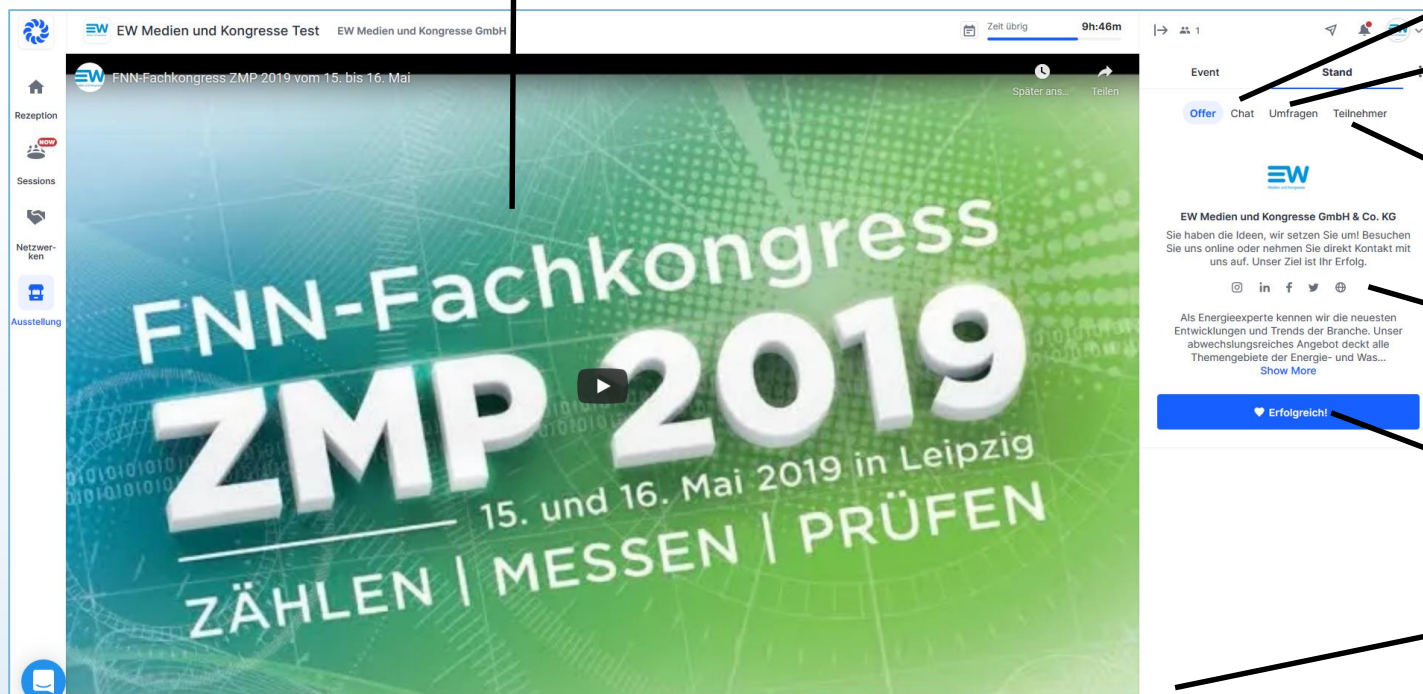 EW Medien und Kongresse Test
EW Medien und Kongresse GmbH
Zeit übrig
9h:46m
1
Rezeption
NOW
Sessions
Netzwer-
ken
Ausstellung
EW
FNN-Fachkongress ZMP 2019 vom 15. bis 16. Mai
Später ans...
Teilen
FNN-Fachkongress
ZMP 2019
15. und 16. Mai 2019 in Leipzig
ZÄHLEN | MESSEN | PRÜFEN
Event
Stand
Offer
Chat
Umfragen
Teilnehmer
EW
EW Medien und Kongresse GmbH & Co. KG
Sie haben die Ideen, wir setzen Sie um! Besuchen
Sie uns online oder nehmen Sie direkt Kontakt mit
uns auf. Unser Ziel ist Ihr Erfolg.
Als Energieexperte kennen wir die neuesten
Entwicklungen und Trends der Branche. Unser
abwechslungsreiches Angebot deckt alle
Themengebiete der Energie- und Was...
Show More
Erfolgreich!